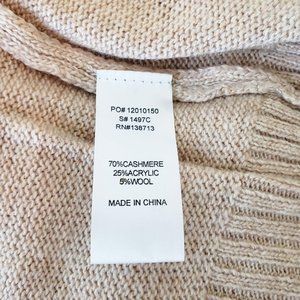 PO# 12010150
S# 1497C
RN#138713
70%CASHMERE
25%ACRYLIC
5%WOOL
MADE IN CHINA